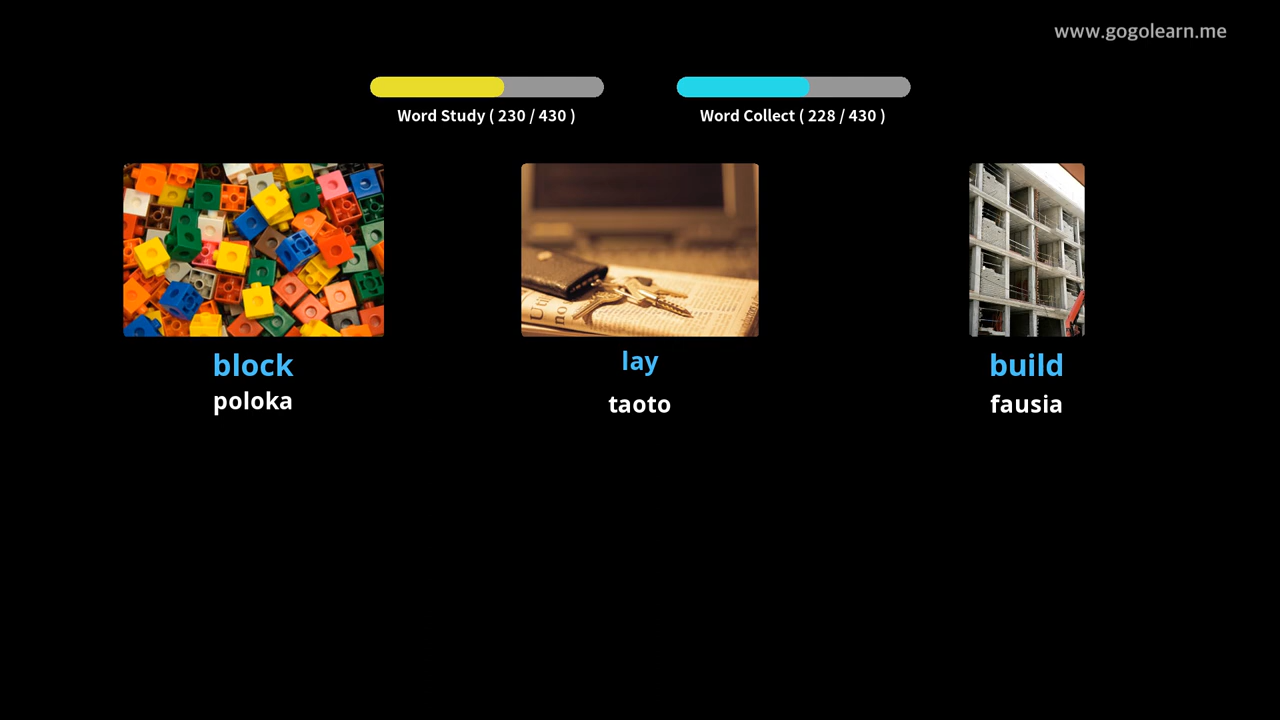 www.gogolearn.me
Word Study ( 230 / 430 )
Word Collect ( 228 / 430 )
block
poloka
lay
taoto
build
fausia